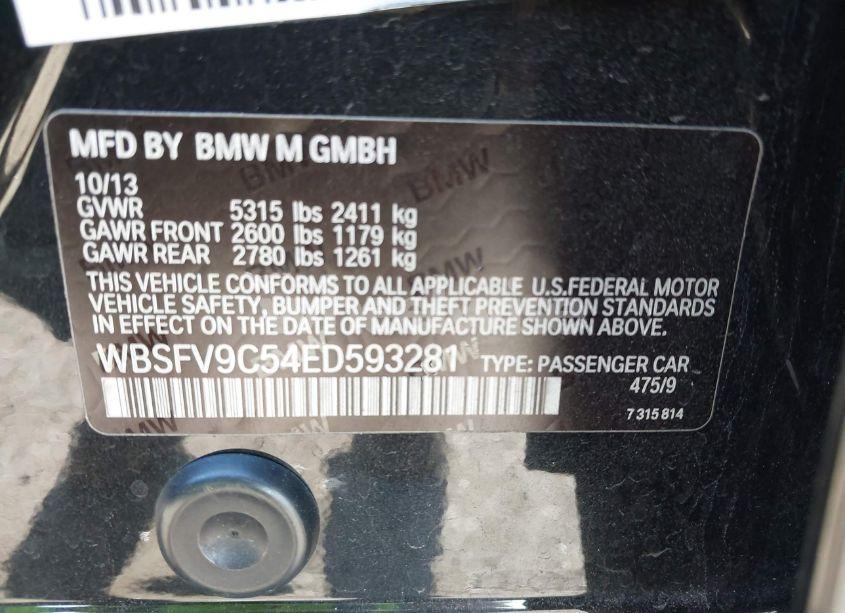 MFD BY BMW M GMBH
10/13
GVWR 5315 lbs 2411 kg
GAWR FRONT 2600 lbs 1179 kg
GAWR REAR 2780 lbs 1261 kg
THIS VEHICLE CONFORMS TO ALL APPLICABLE U.S.FEDERAL MOTOR
VEHICLE SAFETY, BUMPER AND THEFT PREVENTION STANDARDS
IN EFFECT ON THE DATE OF MANUFACTURE SHOWN ABOVE.
WBSFV9C54ED593281 TYPE: PASSENGER CAR
475/9
7 315 814